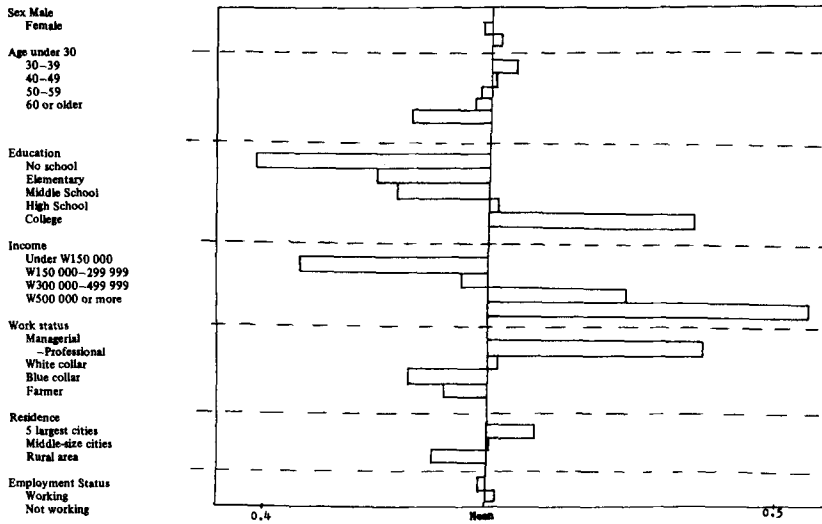 Sex Male
Female
Age under 30
30–39
40–49
50–59
60 or older
Education
No school
Elementary
Middle School
High School
College
Income
Under W150 000
W150 000–299 999
W300 000–499 999
W500 000 or more
Work status
Managerial
–Professional
White collar
Blue collar
Farmer
Residence
5 largest cities
Middle-size cities
Rural area
Employment Status
Working
Not working
0.4 Mean 0.5